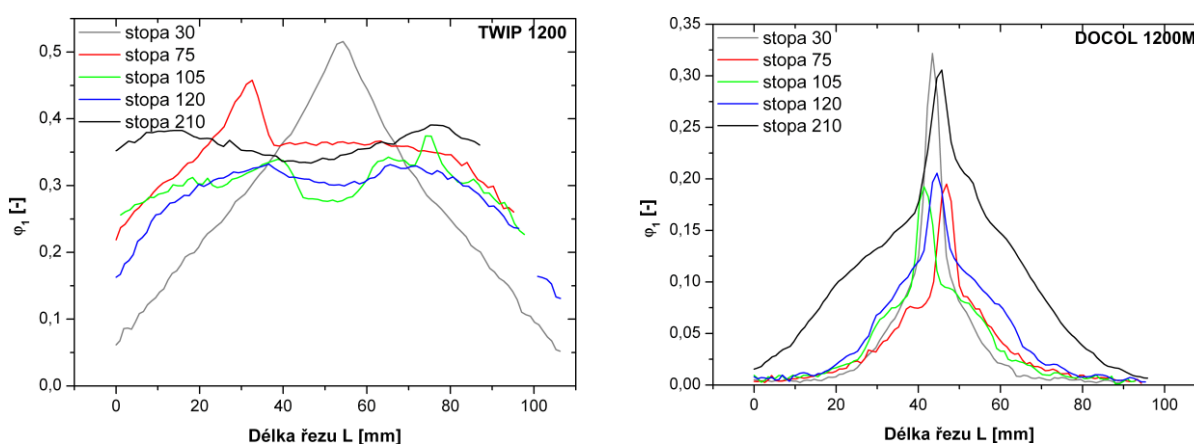 TWIP 1200
stopa 30
stopa 75
stopa 105
stopa 120
stopa 210
0,5
0,4
0,3
0,2
0,1
0,0
φ1 [-]
0 20 40 60 80 100
Délka řezu L [mm]
DOCOL 1200M
stopa 30
stopa 75
stopa 105
stopa 120
stopa 210
0,35
0,30
0,25
0,20
0,15
0,10
0,05
0,00
φ1 [-]
0 20 40 60 80 100
Délka řezu L [mm]